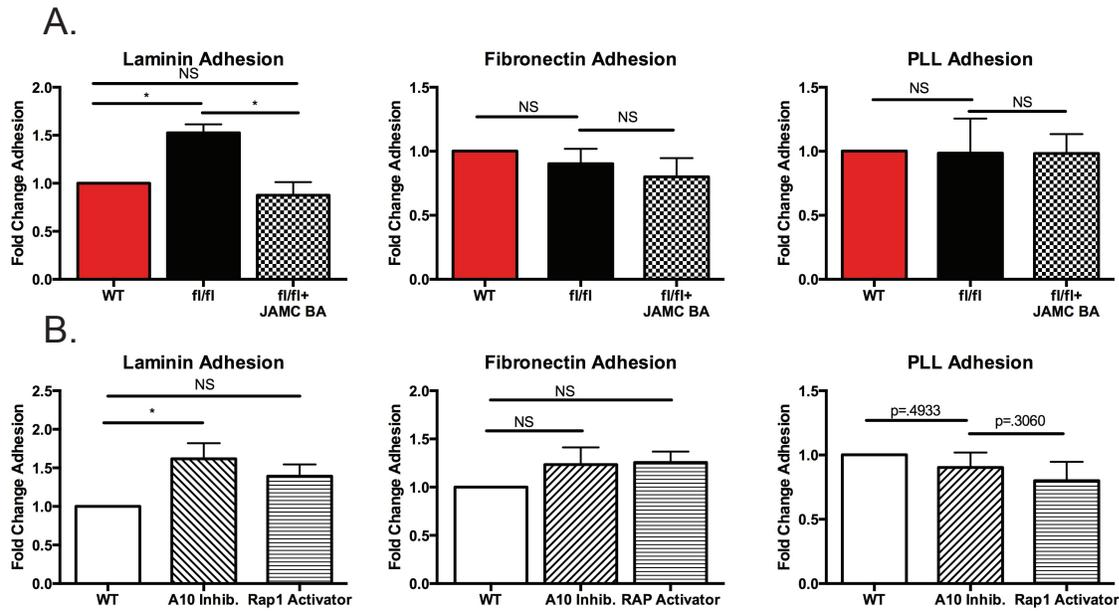 A.
Laminin Adhesion
NS
*
*
Fold Change Adhesion
2.0
1.5
1.0
0.5
0.0
WT
fl/fl
fl/fl+
JAMC BA
Fibronectin Adhesion
NS
NS
Fold Change Adhesion
1.5
1.0
0.5
0.0
WT
fl/fl
fl/fl+
JAMC BA
PLL Adhesion
NS
NS
Fold Change Adhesion
1.5
1.0
0.5
0.0
WT
fl/fl
fl/fl+
JAMC BA
B.
Laminin Adhesion
NS
*
Fold Change Adhesion
2.5
2.0
1.5
1.0
0.5
0.0
WT
A10 Inhib.
Rap1 Activator
Fibronectin Adhesion
NS
NS
Fold Change Adhesion
2.0
1.5
1.0
0.5
0.0
WT
A10 Inhib.
RAP Activator
PLL Adhesion
p=.4933
p=.3060
Fold Change Adhesion
1.5
1.0
0.5
0.0
WT
A10 Inhib.
Rap1 Activator